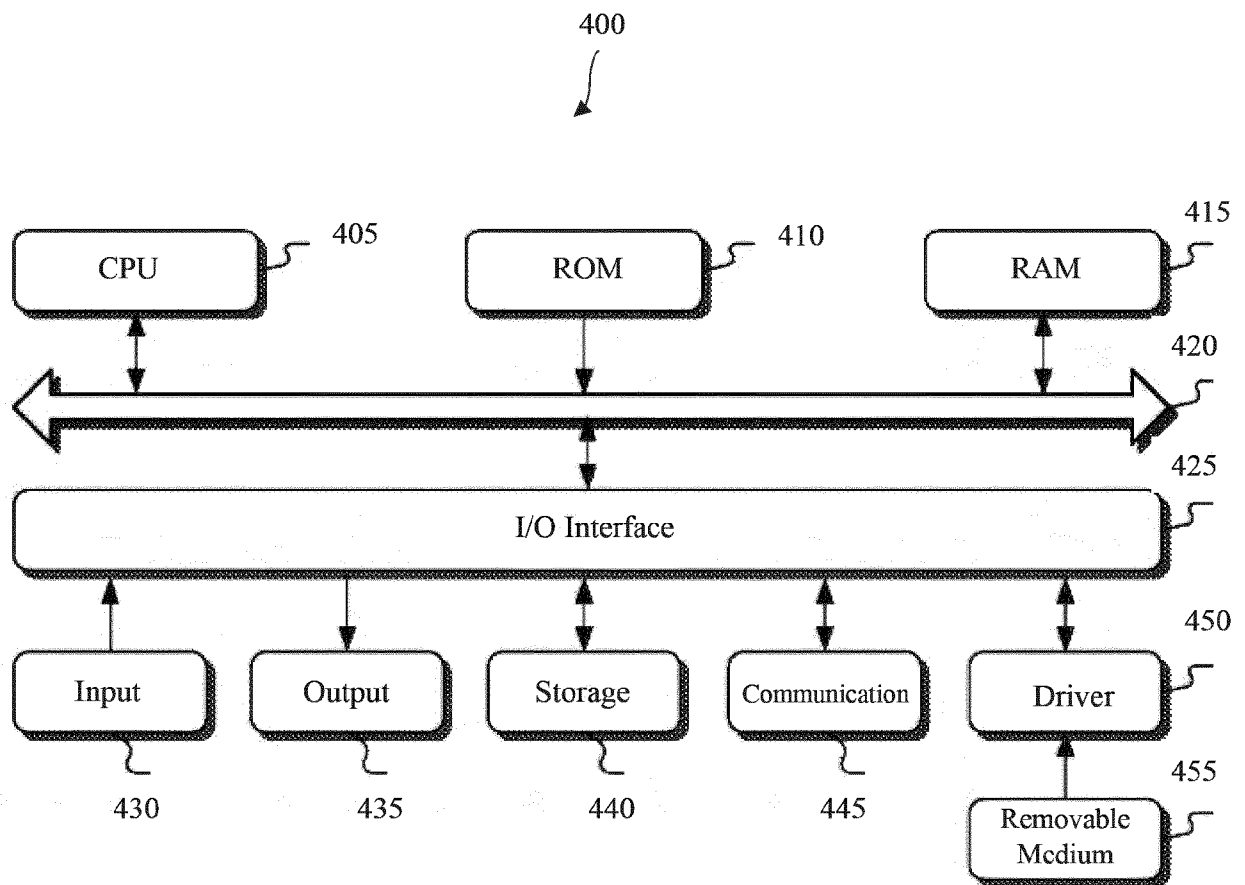 400
415
405
410
CPU
ROM
RAM
420
425
I/O Interface
450
Input
Output
Storage
Communication
Driver
455
430
435
440
445
Removable
Medium